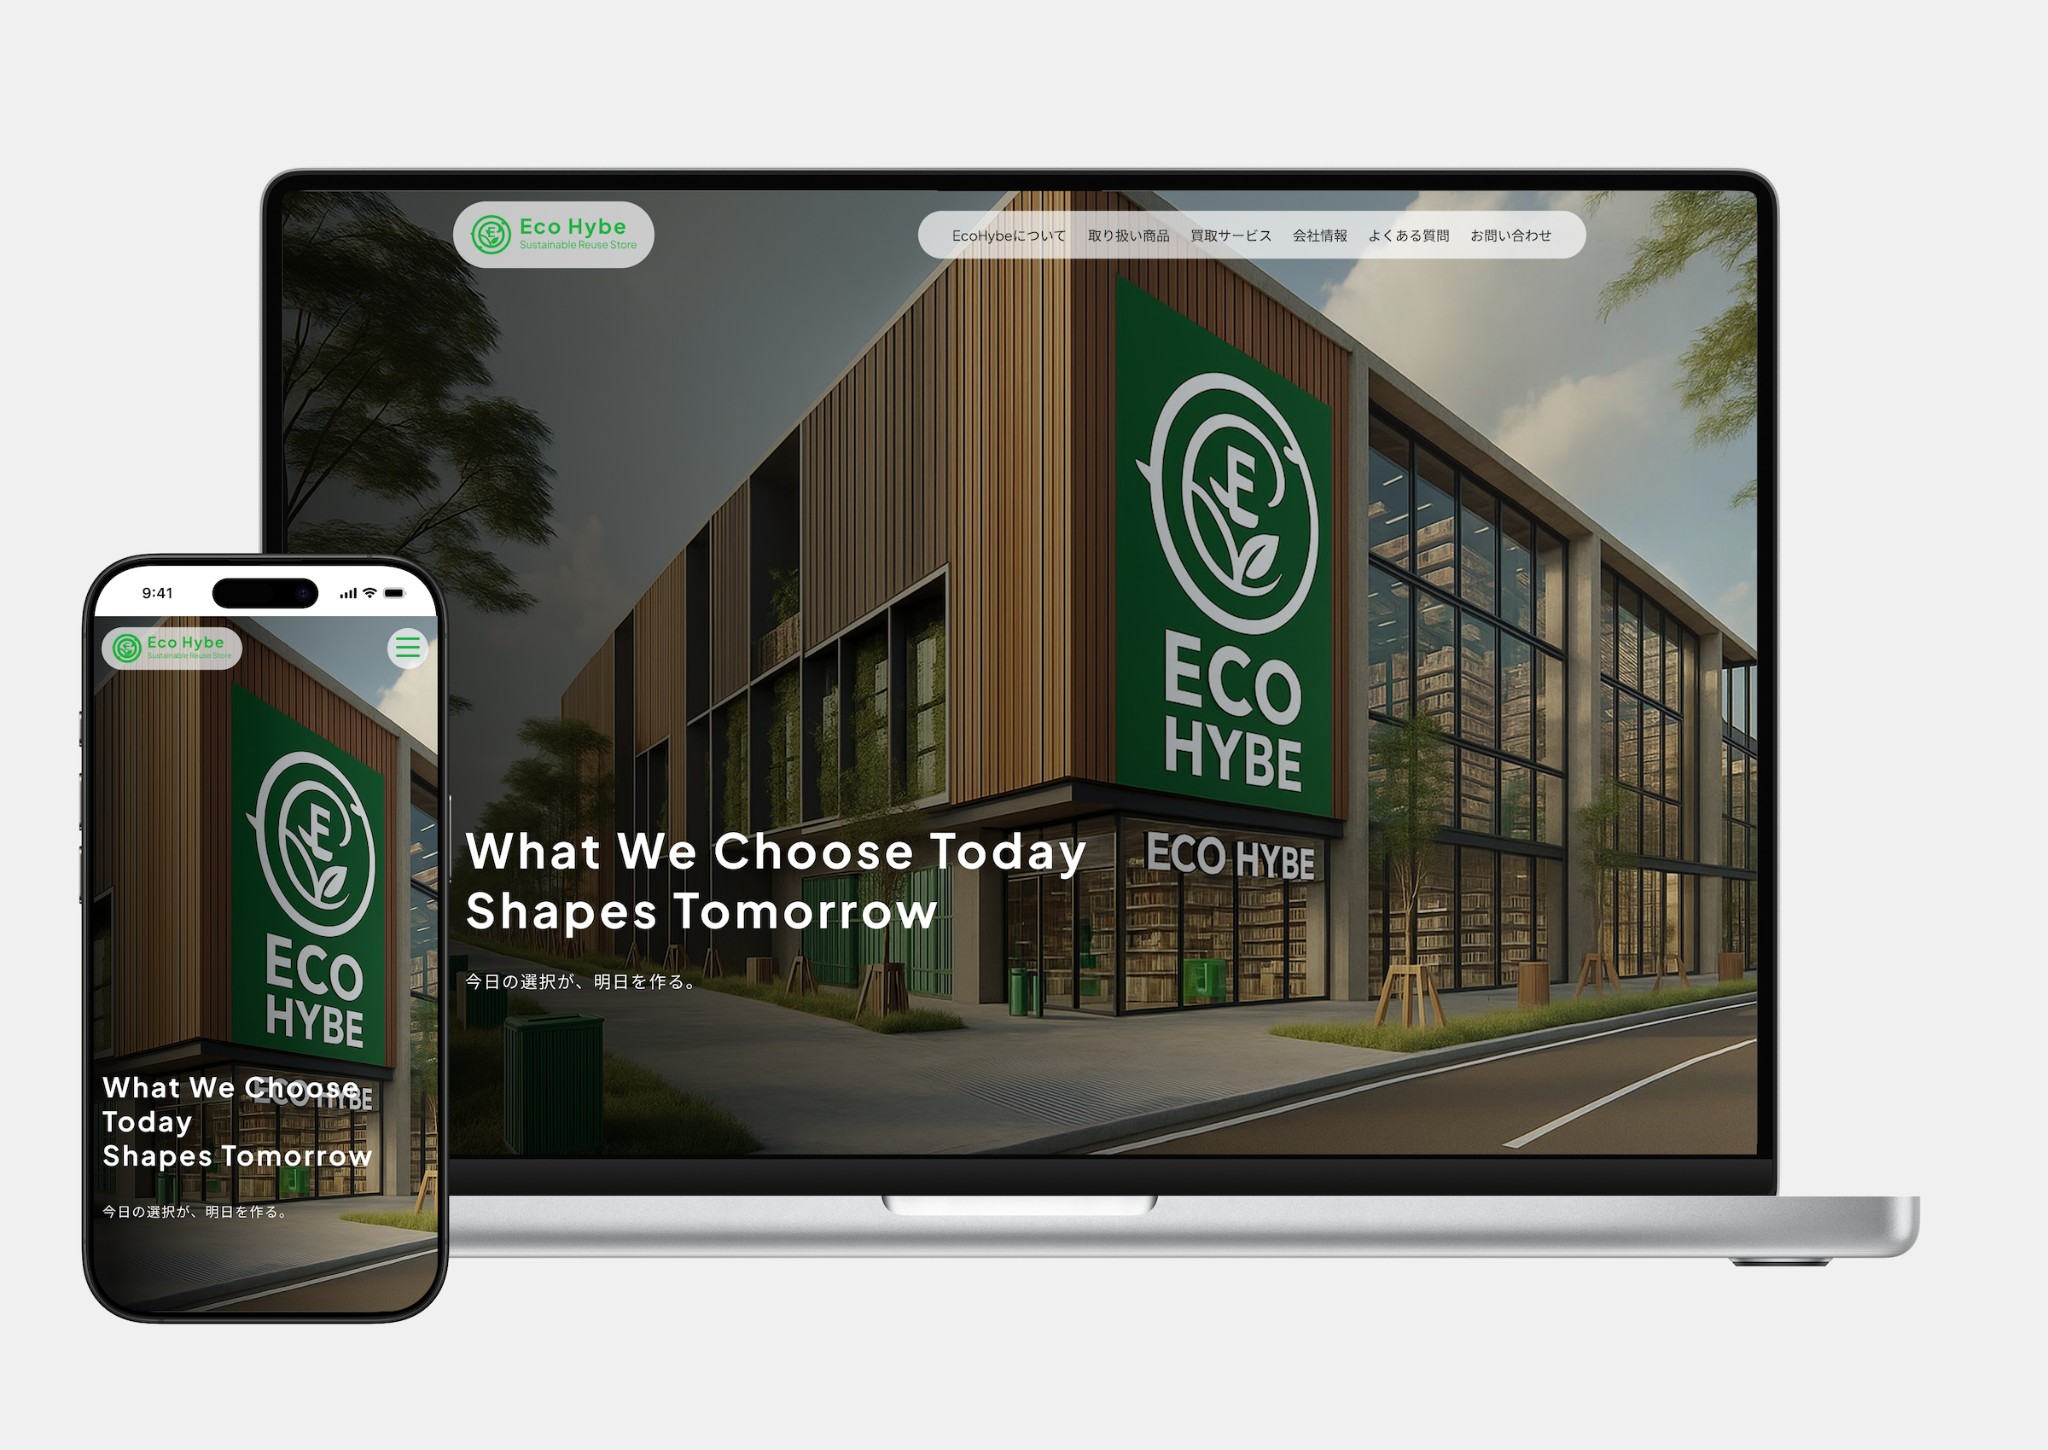 Eco Hybe
Sustainable Reuse Store
EcoHybeについて 取り扱い商品 買取サービス 会社情報 よくある質問 お問い合わせ
ECO
HYBE
ECO HYBE
What We Choose Today
Shapes Tomorrow
今日の選択が、明日を作る。
9:41
Eco Hybe
Sustainable Reuse Store
ECO
HYBE
ECO HYBE
What We Choose
Today
Shapes Tomorrow
今日の選択が、明日を作る。